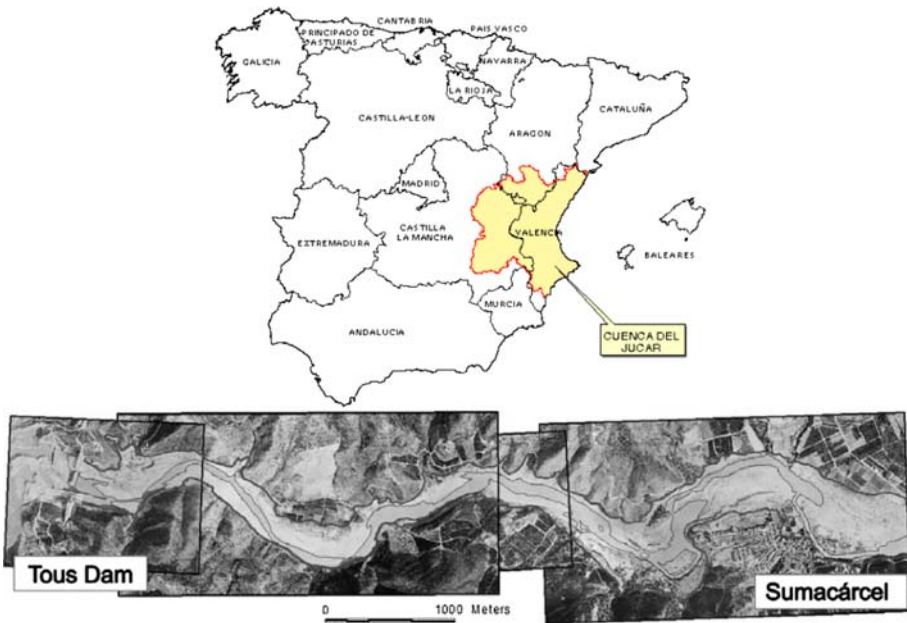 CANTABRIA
PAIS VASCO
PRINCIPADO DE
ASTURIAS
GALICIA
NAVARRA
LA RIOJA
CATALUÑA
CASTILLA-LEON
ARAGON
MADRID
CASTILLA
LA MANCHA
VALENCIA
EXTREMADURA
BALEARES
MURCIA
ANDALUCIA
CUENCA DEL
JUCAR
Tous Dam
Sumacárcel
0 1000 Meters